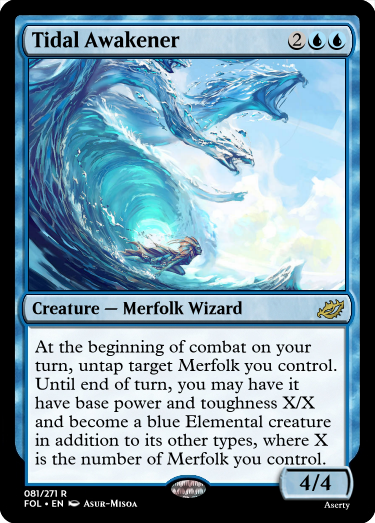 Tidal Awakener 2
Creature — Merfolk Wizard
At the beginning of combat on your
turn, untap target Merfolk you control.
Until end of turn, you may have it
have base power and toughness X/X
and become a blue Elemental creature
in addition to its other types, where X
is the number of Merfolk you control.
4/4
081/271 R
FOL • EN Asur-Misoa
Aserty